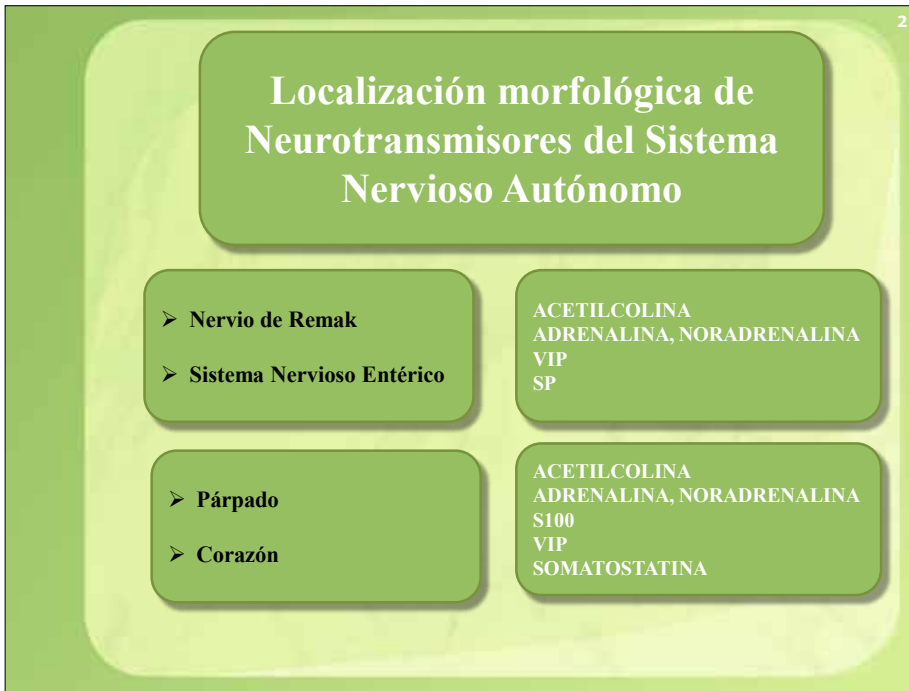 2
Localización morfológica de
Neurotransmisores del Sistema
Nervioso Autónomo
➢ Nervio de Remak
➢ Sistema Nervioso Entérico
ACETILCOLINA
ADRENALINA, NORADRENALINA
VIP
SP
➢ Párpado
➢ Corazón
ACETILCOLINA
ADRENALINA, NORADRENALINA
S100
VIP
SOMATOSTATINA